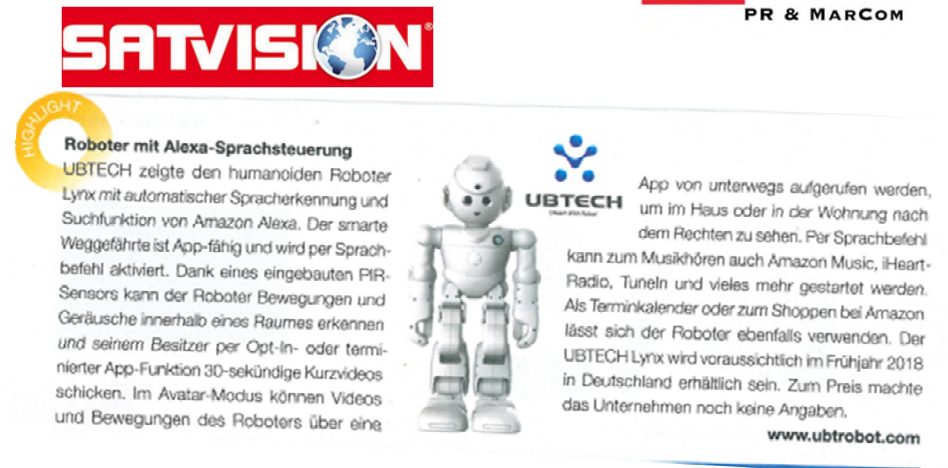 PR & MARCOM
SATVISION®
HIGHLIGHT
Roboter mit Alexa-Sprachsteuerung
UBTECH zeigte den humanoiden Roboter
Lynx mit automatischer Spracherkennung und
Suchfunktion von Amazon Alexa. Der smarte
Weggefährte ist App-fähig und wird per Sprach-
befehl aktiviert. Dank eines eingebauten PIR-
Sensors kann der Roboter Bewegungen und
Geräusche innerhalb eines Raumes erkennen
und seinem Besitzer per Opt-In- oder termi-
nierter App-Funktion 30-sekündige Kurzvideos
schicken. Im Avatar-Modus können Videos
und Bewegungen des Roboters über eine
UBTECH
App von unterwegs aufgerufen werden,
um im Haus oder in der Wohnung nach
dem Rechten zu sehen. Per Sprachbefehl
kann zum Musikhören auch Amazon Music, iHeart-
Radio, TuneIn und vieles mehr gestartet werden.
Als Terminkalender oder zum Shoppen bei Amazon
lässt sich der Roboter ebenfalls verwenden. Der
UBTECH Lynx wird voraussichtlich im Frühjahr 2018
in Deutschland erhältlich sein. Zum Preis machte
das Unternehmen noch keine Angaben.
www.ubtrobot.com